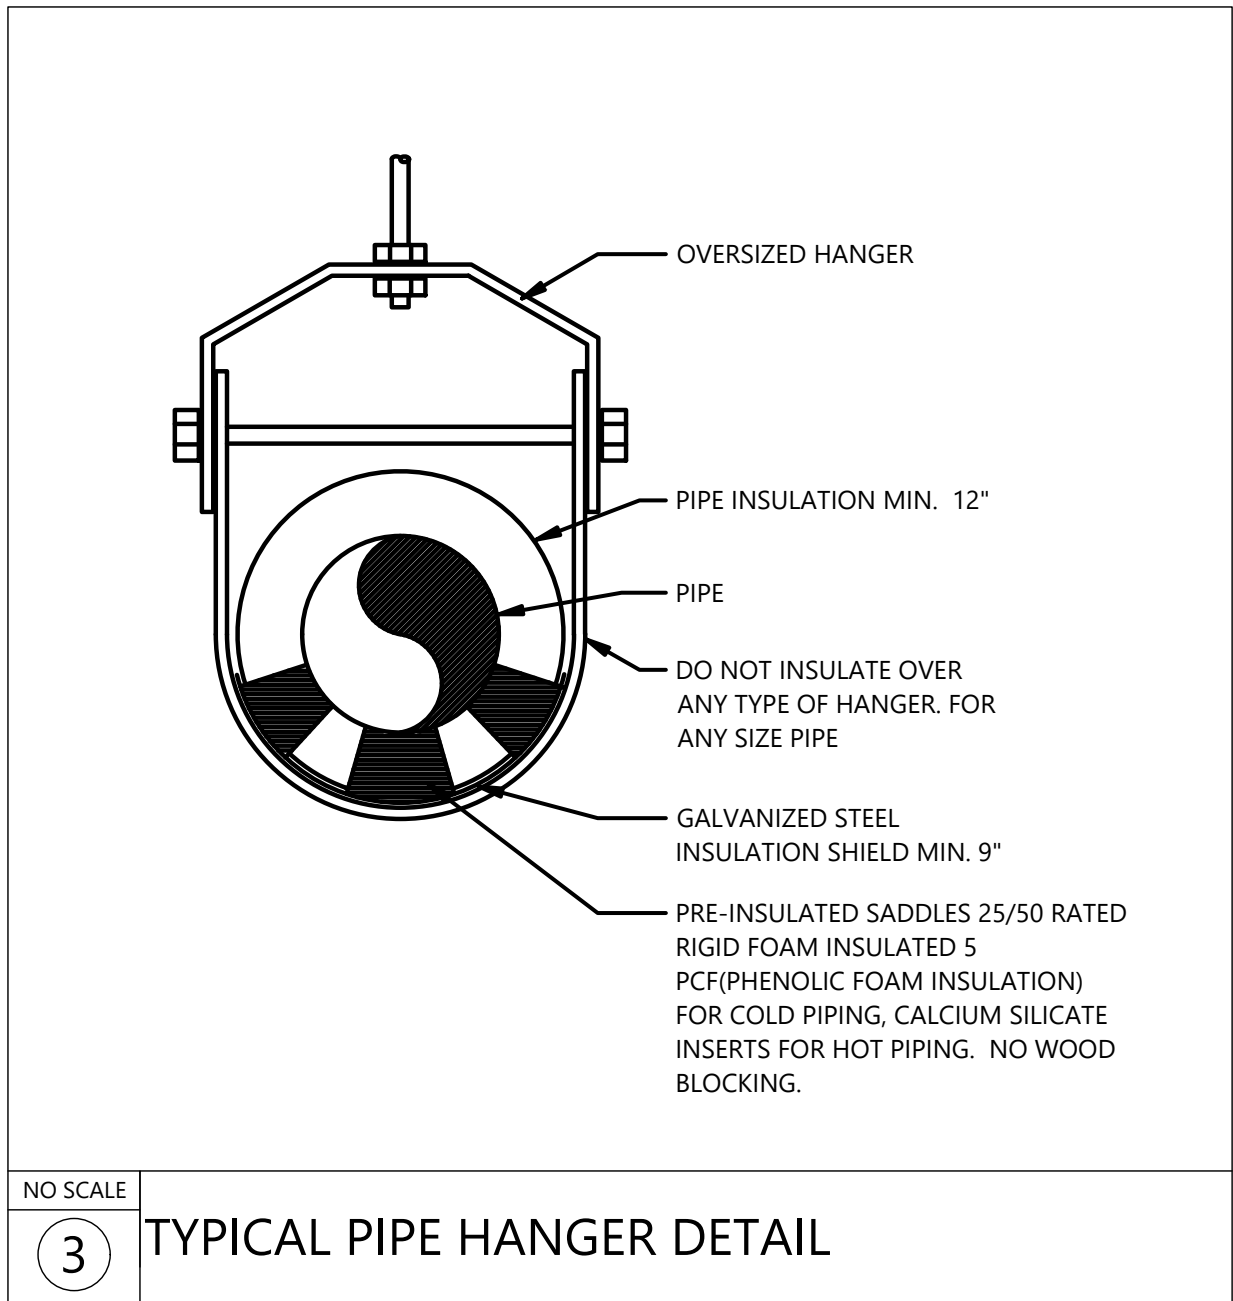 OVERSIZED HANGER
PIPE INSULATION MIN.  12"
PIPE
DO NOT INSULATE OVER
ANY TYPE OF HANGER. FOR
ANY SIZE PIPE
GALVANIZED STEEL
INSULATION SHIELD MIN. 9"
PRE-INSULATED SADDLES 25/50 RATED
RIGID FOAM INSULATED 5
PCF(PHENOLIC FOAM INSULATION)
FOR COLD PIPING, CALCIUM SILICATE
INSERTS FOR HOT PIPING.  NO WOOD
BLOCKING.
NO SCALE
3
TYPICAL PIPE HANGER DETAIL